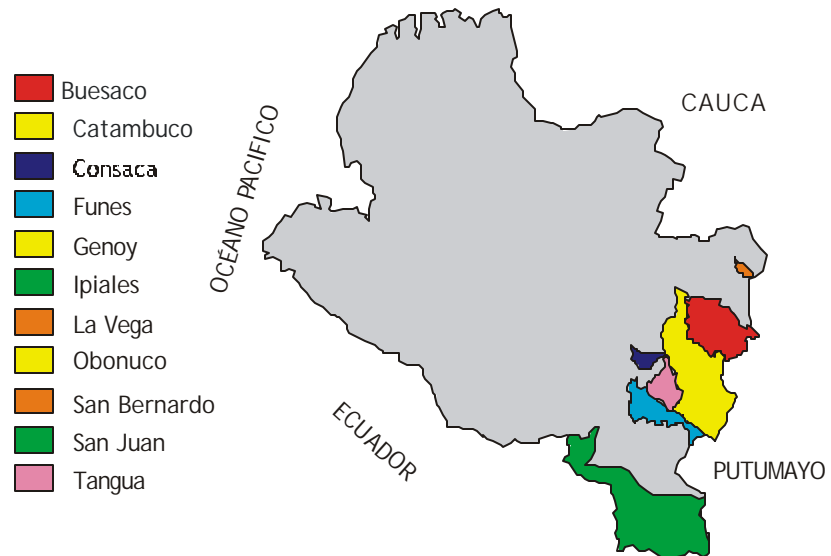 Buesaco
Catambuco
Consaca
Funes
Genoy
Ipiales
La Vega
Obonuco
San Bernardo
San Juan
Tangua
OCÉANO PACIFICO
CAUCA
ECUADOR
PUTUMAYO